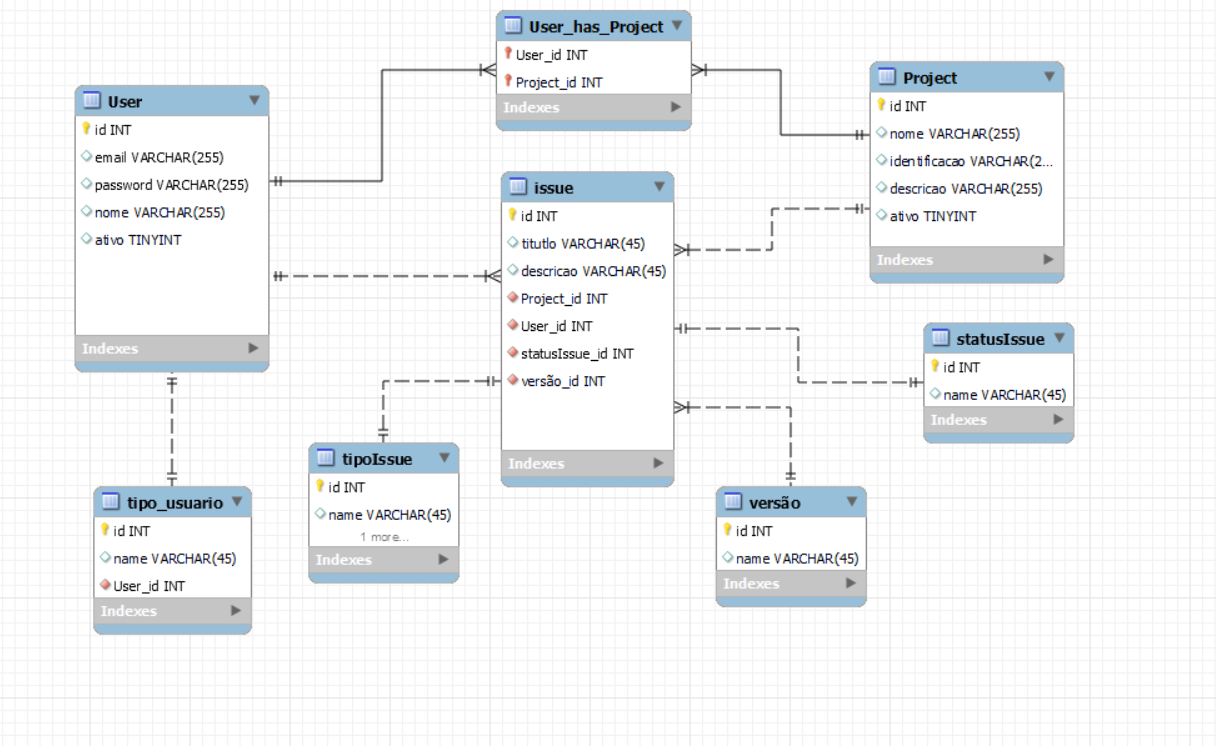 User_has_Project
User_id INT
Project_id INT
Indexes
User
id INT
email VARCHAR(255)
password VARCHAR(255)
nome VARCHAR(255)
ativo TINYINT
Indexes
Project
id INT
nome VARCHAR(255)
identificacao VARCHAR(2...
descricao VARCHAR(255)
ativo TINYINT
Indexes
issue
id INT
titutlo VARCHAR(45)
descricao VARCHAR(45)
Project_id INT
User_id INT
statusIssue_id INT
versão_id INT
Indexes
statusIssue
id INT
name VARCHAR(45)
Indexes
tipoIssue
id INT
name VARCHAR(45)
1 more...
Indexes
tipo_usuario
id INT
name VARCHAR(45)
User_id INT
Indexes
versão
id INT
name VARCHAR(45)
Indexes